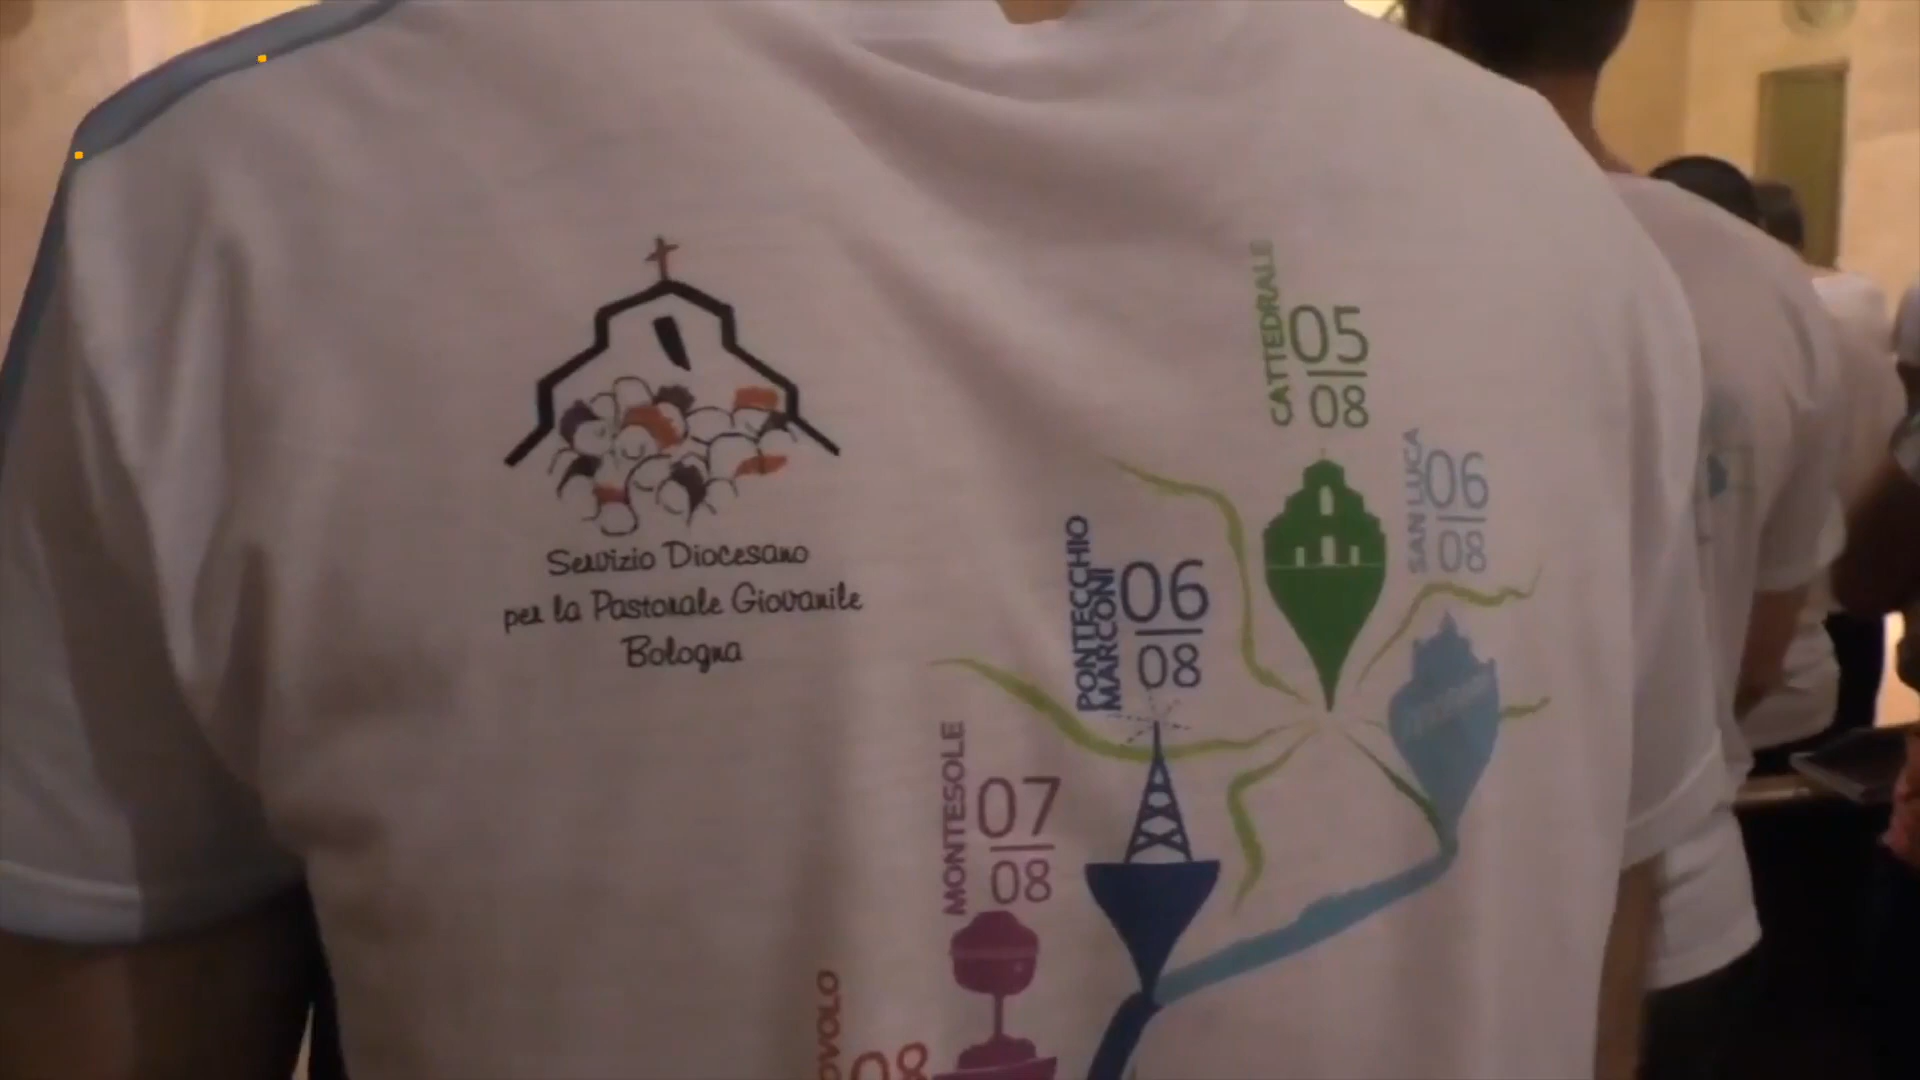 Servizio Diocesano
per la Pastorale Giovanile
Bologna
CATTEDRALE
05
08
SAN LUCA
06
08
PONTECCHIO
MARCONI
06
08
MONTESOLE
07
08
08